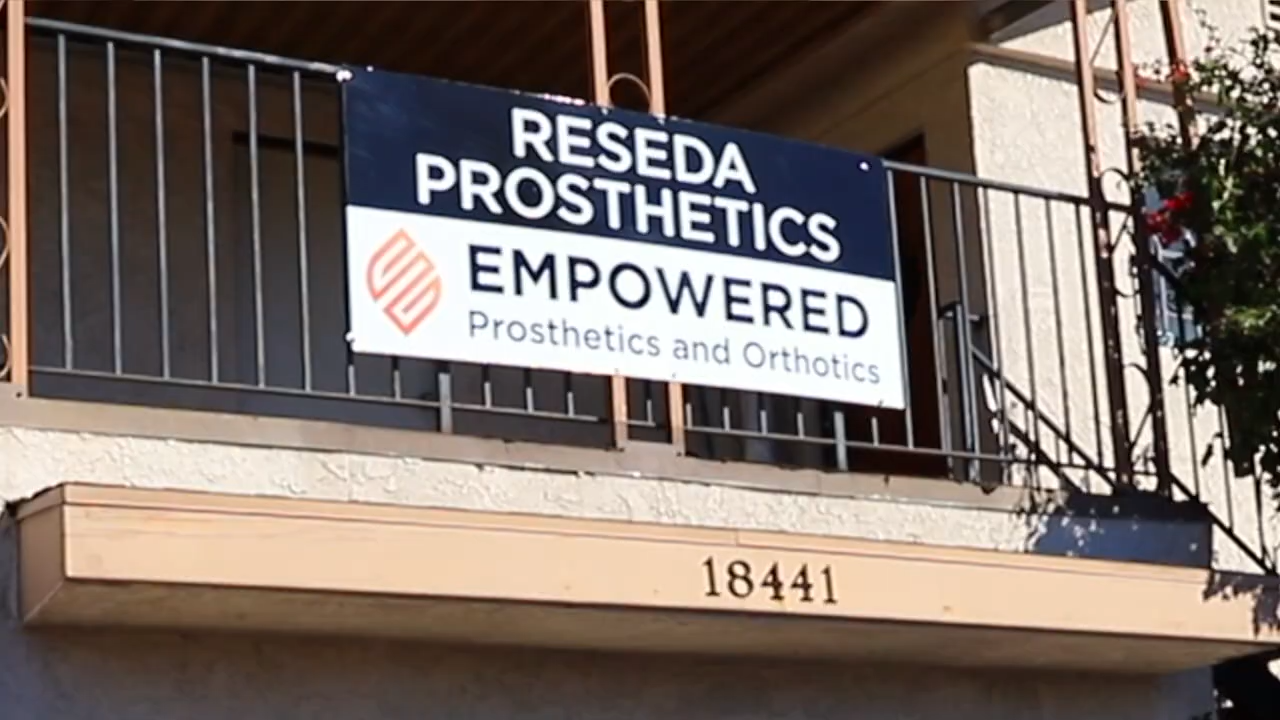 RESEDA
PROSTHETICS
EMPOWERED
Prosthetics and Orthotics
18441